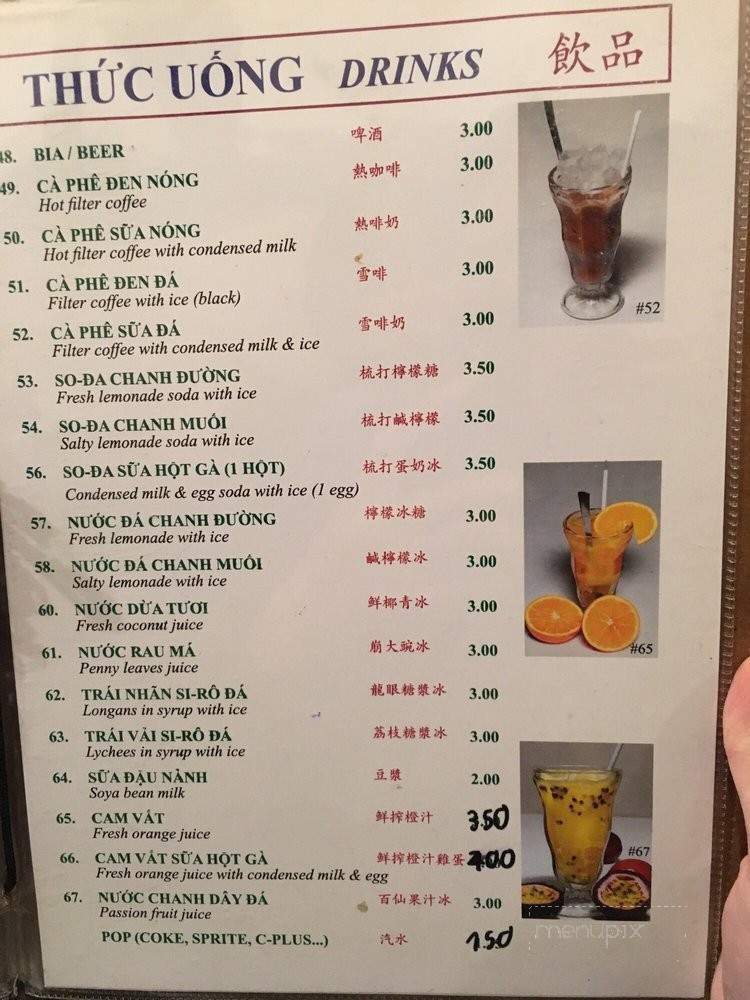 THỨC UỐNG DRINKS 飲品
48. BIA / BEER 啤酒 3.00
49. CÀ PHÊ ĐEN NÓNG 熱咖啡 3.00
Hot filter coffee
50. CÀ PHÊ SỮA NÓNG 熱啡奶 3.00
Hot filter coffee with condensed milk
51. CÀ PHÊ ĐEN ĐÁ 雪啡 3.00
Filter coffee with ice (black)
52. CÀ PHÊ SỮA ĐÁ 雪啡奶 3.00
Filter coffee with condensed milk & ice
#52
53. SO-ĐA CHANH ĐƯỜNG 梳打檸檬糖 3.50
Fresh lemonade soda with ice
54. SO-ĐA CHANH MUỐI 梳打鹹檸檬 3.50
Salty lemonade soda with ice
56. SO-ĐA SỮA HỘT GÀ (1 HỘT) 梳打蛋奶冰 3.50
Condensed milk & egg soda with ice (1 egg)
57. NƯỚC ĐÁ CHANH ĐƯỜNG 檸檬冰糖 3.00
Fresh lemonade with ice
58. NƯỚC ĐÁ CHANH MUỐI 鹹檸檬冰 3.00
Salty lemonade with ice
60. NƯỚC DỪA TƯƠI 鮮椰青冰 3.00
Fresh coconut juice
61. NƯỚC RAU MÁ 崩大豌冰 3.00
Penny leaves juice
#65
62. TRÁI NHÃN SI-RÔ ĐÁ 龍眼糖漿冰 3.00
Longans in syrup with ice
63. TRÁI VẢI SI-RÔ ĐÁ 荔枝糖漿冰 3.00
Lychees in syrup with ice
64. SỮA ĐẬU NÀNH 豆漿 2.00
Soya bean milk
65. CAM VẮT 鮮搾橙汁 3.50
Fresh orange juice
66. CAM VẮT SỮA HỘT GÀ 鮮搾橙汁雞蛋 4.00
Fresh orange juice with condensed milk & egg
#67
67. NƯỚC CHANH DÂY ĐÁ 百仙果汁冰 3.00
Passion fruit juice
POP (COKE, SPRITE, C-PLUS...) 汽水 1.50
menupix